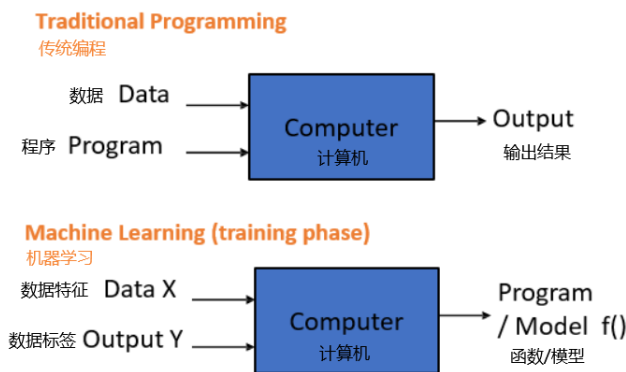 Traditional Programming
传统编程
数据 Data
程序 Program
Computer
计算机
Output
输出结果
Machine Learning (training phase)
机器学习
数据特征 Data X
数据标签 Output Y
Computer
计算机
Program
/ Model f()
函数/模型